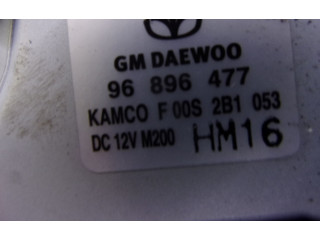 GM DAEWOO
96 896 477
KAMCO F 00S 2B1 053
DC 12V M200 HM16